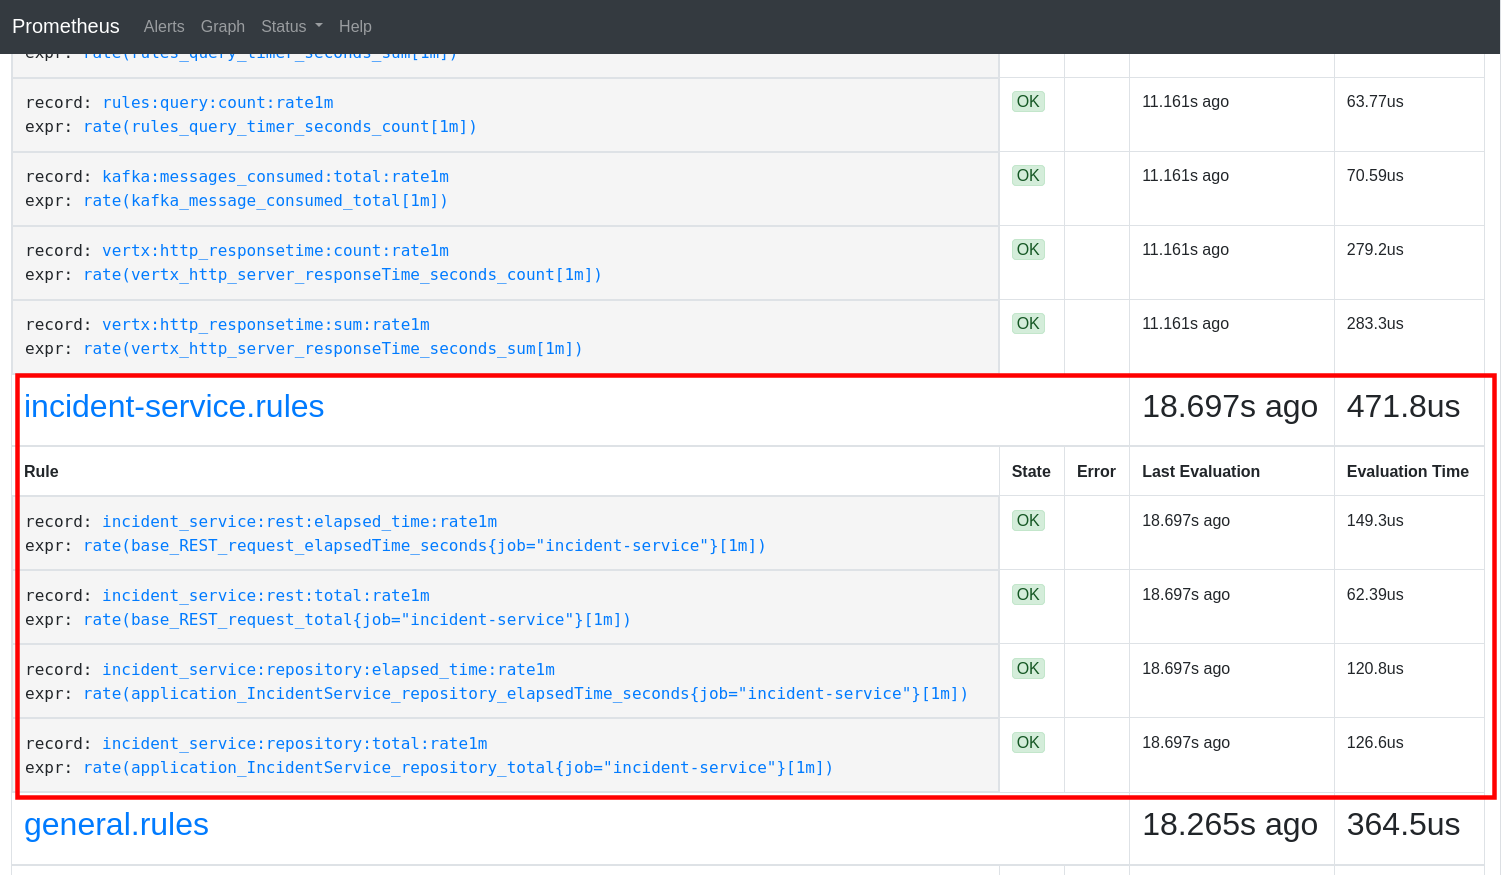 Prometheus Alerts Graph Status Help
expr: rate(rules_query_timer_seconds_sum[1m])
record: rules:query:count:rate1m OK 11.161s ago 63.77us
expr: rate(rules_query_timer_seconds_count[1m])
record: kafka:messages_consumed:total:rate1m OK 11.161s ago 70.59us
expr: rate(kafka_message_consumed_total[1m])
record: vertx:http_responsetime:count:rate1m OK 11.161s ago 279.2us
expr: rate(vertx_http_server_responseTime_seconds_count[1m])
record: vertx:http_responsetime:sum:rate1m OK 11.161s ago 283.3us
expr: rate(vertx_http_server_responseTime_seconds_sum[1m])
incident-service.rules 18.697s ago 471.8us
Rule State Error Last Evaluation Evaluation Time
record: incident_service:rest:elapsed_time:rate1m OK 18.697s ago 149.3us
expr: rate(base_REST_request_elapsedTime_seconds{job="incident-service"}[1m])
record: incident_service:rest:total:rate1m OK 18.697s ago 62.39us
expr: rate(base_REST_request_total{job="incident-service"}[1m])
record: incident_service:repository:elapsed_time:rate1m OK 18.697s ago 120.8us
expr: rate(application_IncidentService_repository_elapsedTime_seconds{job="incident-service"}[1m])
record: incident_service:repository:total:rate1m OK 18.697s ago 126.6us
expr: rate(application_IncidentService_repository_total{job="incident-service"}[1m])
general.rules 18.265s ago 364.5us